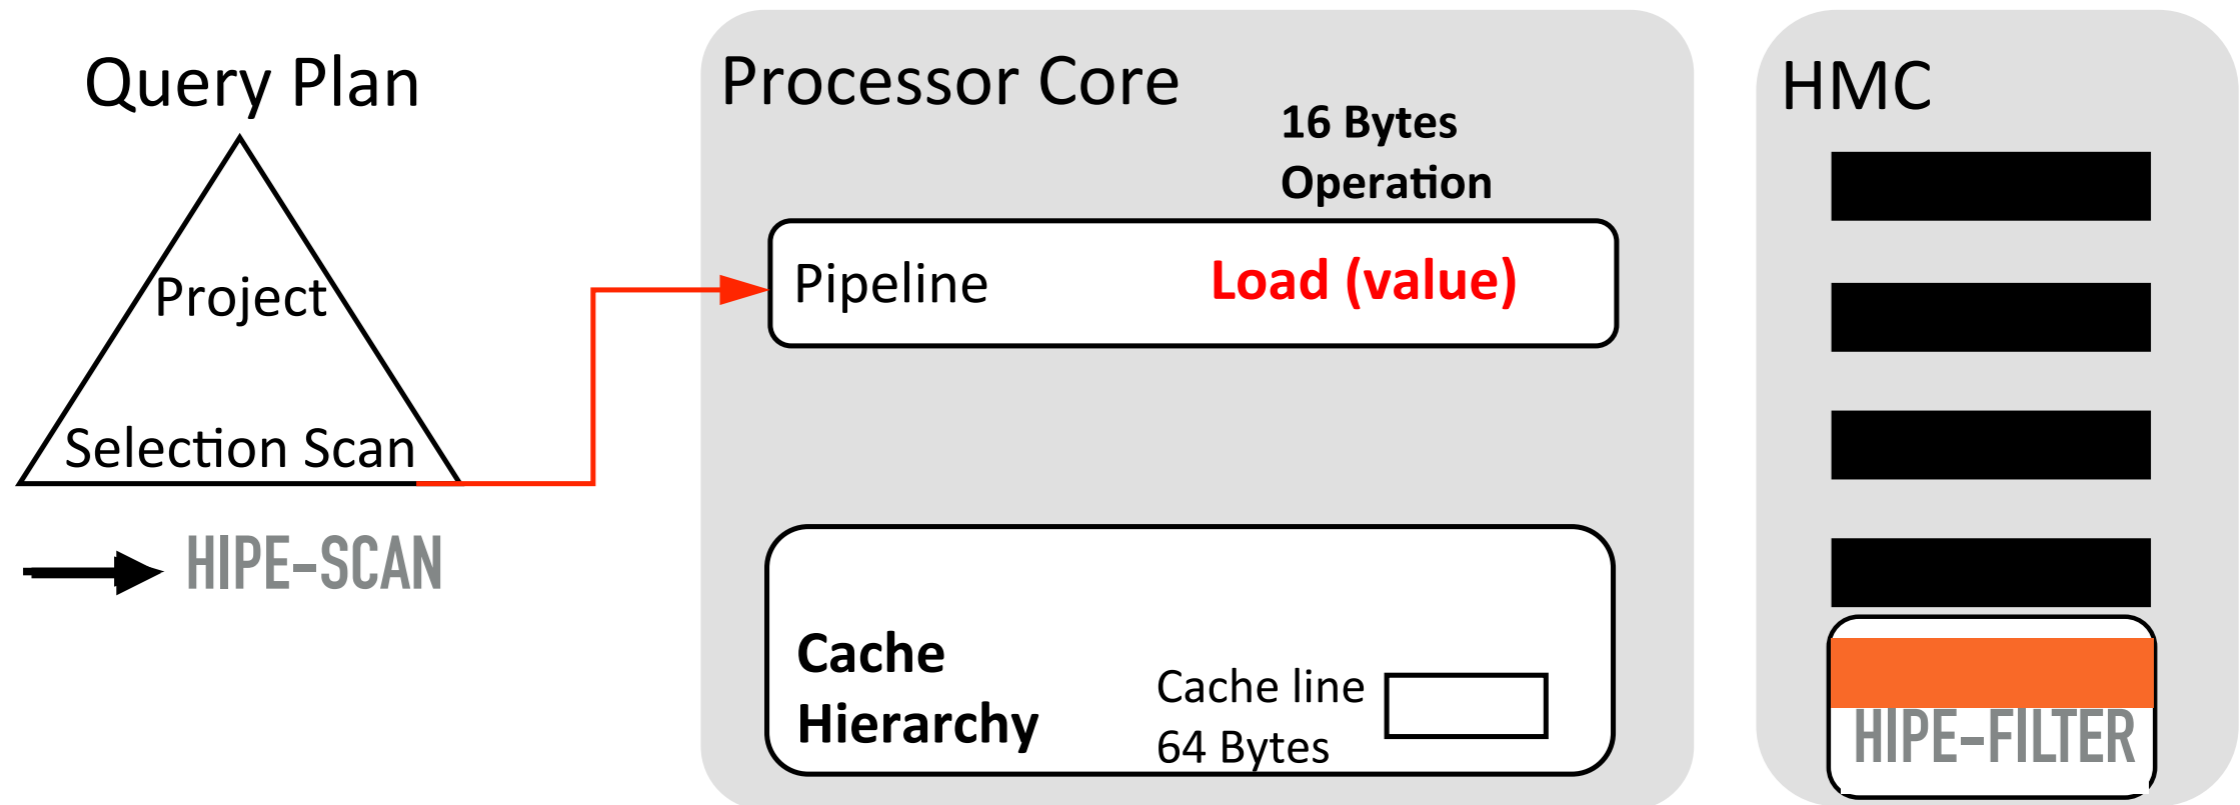 Query Plan
Project
Selection Scan
HIPE-SCAN
Processor Core
16 Bytes
Operation
Pipeline
Load (value)
Cache
Hierarchy
Cache line
64 Bytes
HMC
HIPE-FILTER